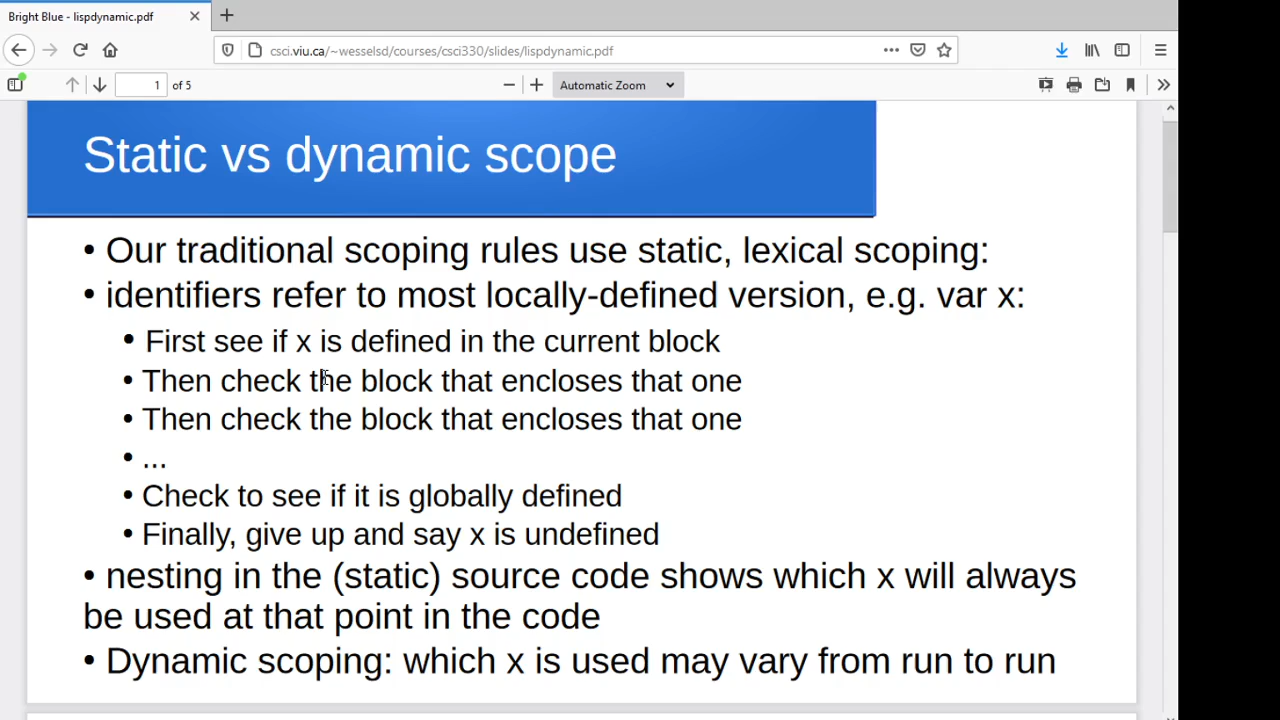 Bright Blue - lispdynamic.pdf
csci.viu.ca/~wesselsd/courses/csci330/slides/lispdynamic.pdf
1 of 5
Automatic Zoom
Static vs dynamic scope
• Our traditional scoping rules use static, lexical scoping:
• identifiers refer to most locally-defined version, e.g. var x:
• First see if x is defined in the current block
• Then check the block that encloses that one
• Then check the block that encloses that one
• ...
• Check to see if it is globally defined
• Finally, give up and say x is undefined
• nesting in the (static) source code shows which x will always
be used at that point in the code
• Dynamic scoping: which x is used may vary from run to run